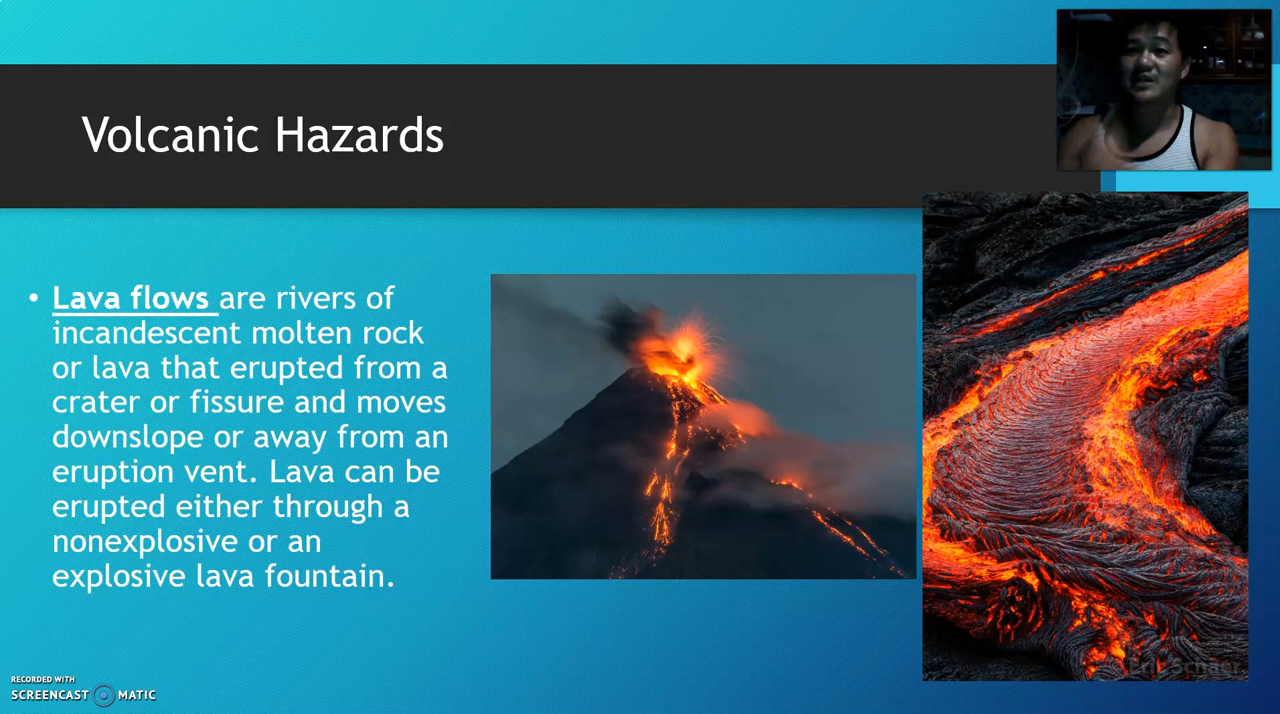 Volcanic Hazards
• Lava flows are rivers of
incandescent molten rock
or lava that erupted from a
crater or fissure and moves
downslope or away from an
eruption vent. Lava can be
erupted either through a
nonexplosive or an
explosive lava fountain.
© Eric Schaer
RECORDED WITH
SCREENCAST MATIC